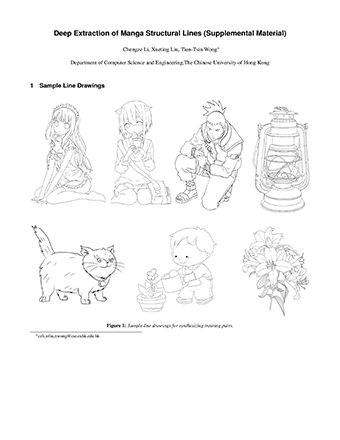 Deep Extraction of Manga Structural Lines (Supplemental Material)
Chengze Li, Xueting Liu, Tien-Tsin Wong*
Department of Computer Science and Engineering,The Chinese University of Hong Kong
1 Sample Line Drawings
Figure 1: Sample line drawings for synthesizing training pairs.